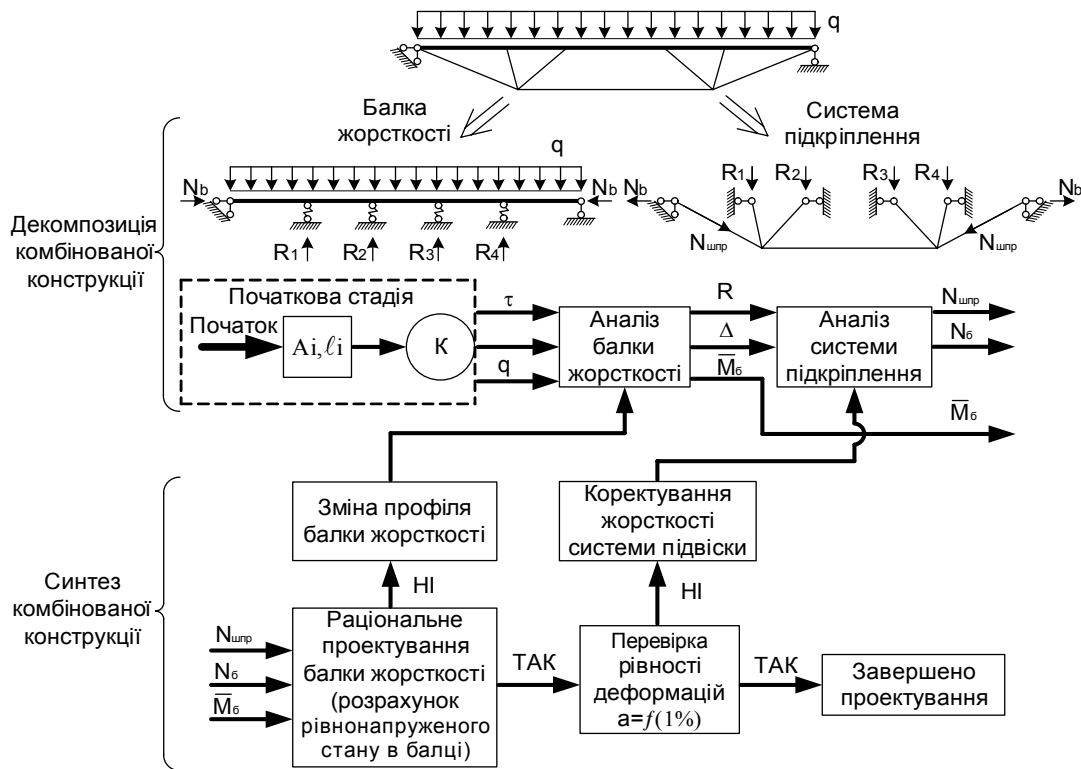 q
Балка
жорсткості
Система
підкріплення
Декомпозиція
комбінованої
конструкції
q
Nb
Nb
R1
R2
R3
R4
Nb
R1
R2
R3
R4
Nb
Nшпр
Nшпр
Початкова стадія
Початок
Ai,ℓi
К
τ
q
Аналіз
балки
жорсткості
R
Δ
M̅б
Аналіз
системи
підкріплення
Nшпр
Nб
M̅б
Синтез
комбінованої
конструкції
Зміна профіля
балки жорсткості
Коректування
жорсткості
системи підвіски
НІ
НІ
Nшпр
Nб
M̅б
Раціональне
проектування
балки жорсткості
(розрахунок
рівнонапруженого
стану в балці)
ТАК
Перевірка
рівності
деформацій
a=f(1%)
ТАК
Завершено
проектування